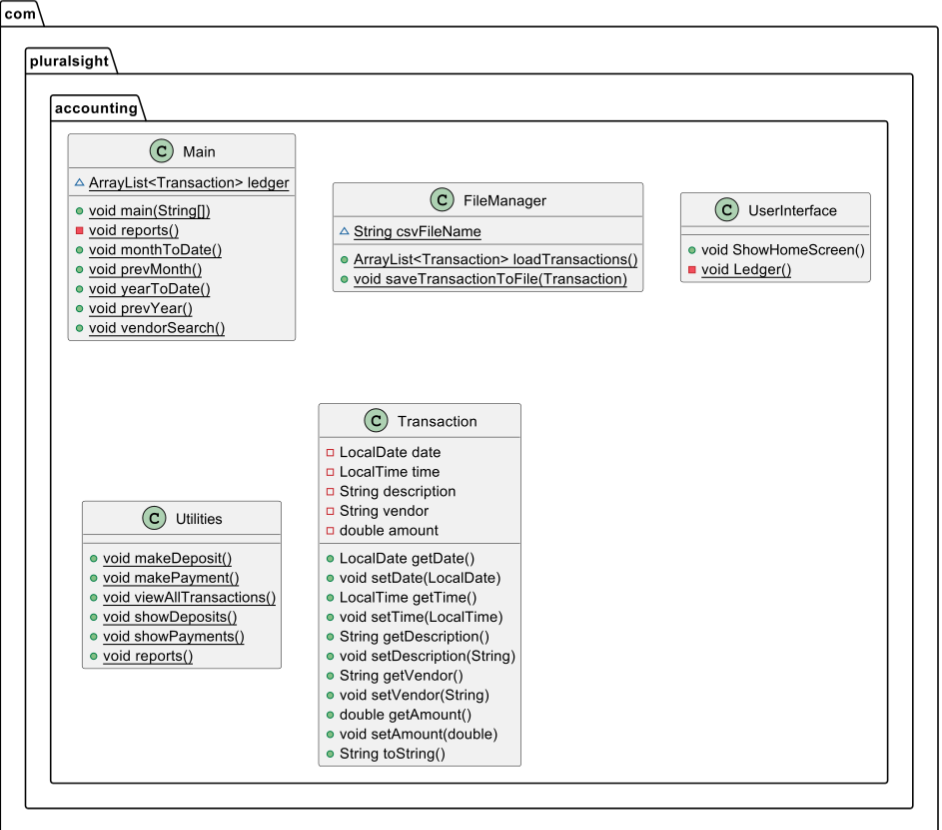 com
pluralsight
accounting
C Main
ArrayList<Transaction> ledger
void main(String[])
void reports()
void monthToDate()
void prevMonth()
void yearToDate()
void prevYear()
void vendorSearch()
C FileManager
String csvFileName
ArrayList<Transaction> loadTransactions()
void saveTransactionToFile(Transaction)
C UserInterface
void ShowHomeScreen()
void Ledger()
C Utilities
void makeDeposit()
void makePayment()
void viewAllTransactions()
void showDeposits()
void showPayments()
void reports()
C Transaction
LocalDate date
LocalTime time
String description
String vendor
double amount
LocalDate getDate()
void setDate(LocalDate)
LocalTime getTime()
void setTime(LocalTime)
String getDescription()
void setDescription(String)
String getVendor()
void setVendor(String)
double getAmount()
void setAmount(double)
String toString()